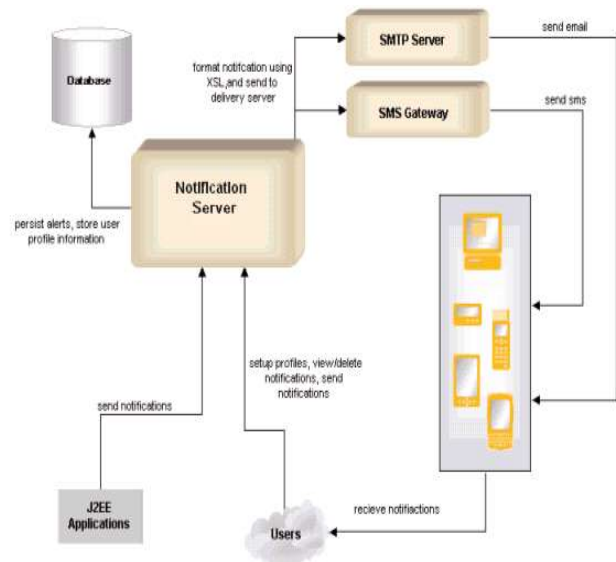 SMTP Server
send email
Database
format notifcation using
XSL,and send to
delivery server
SMS Gateway
send sms
Notification
Server
persist alerts, store user
profile information
setup profiles, view/delete
notifications, send
notifications
send notifications
J2EE
Applications
Users
recieve notifiactions